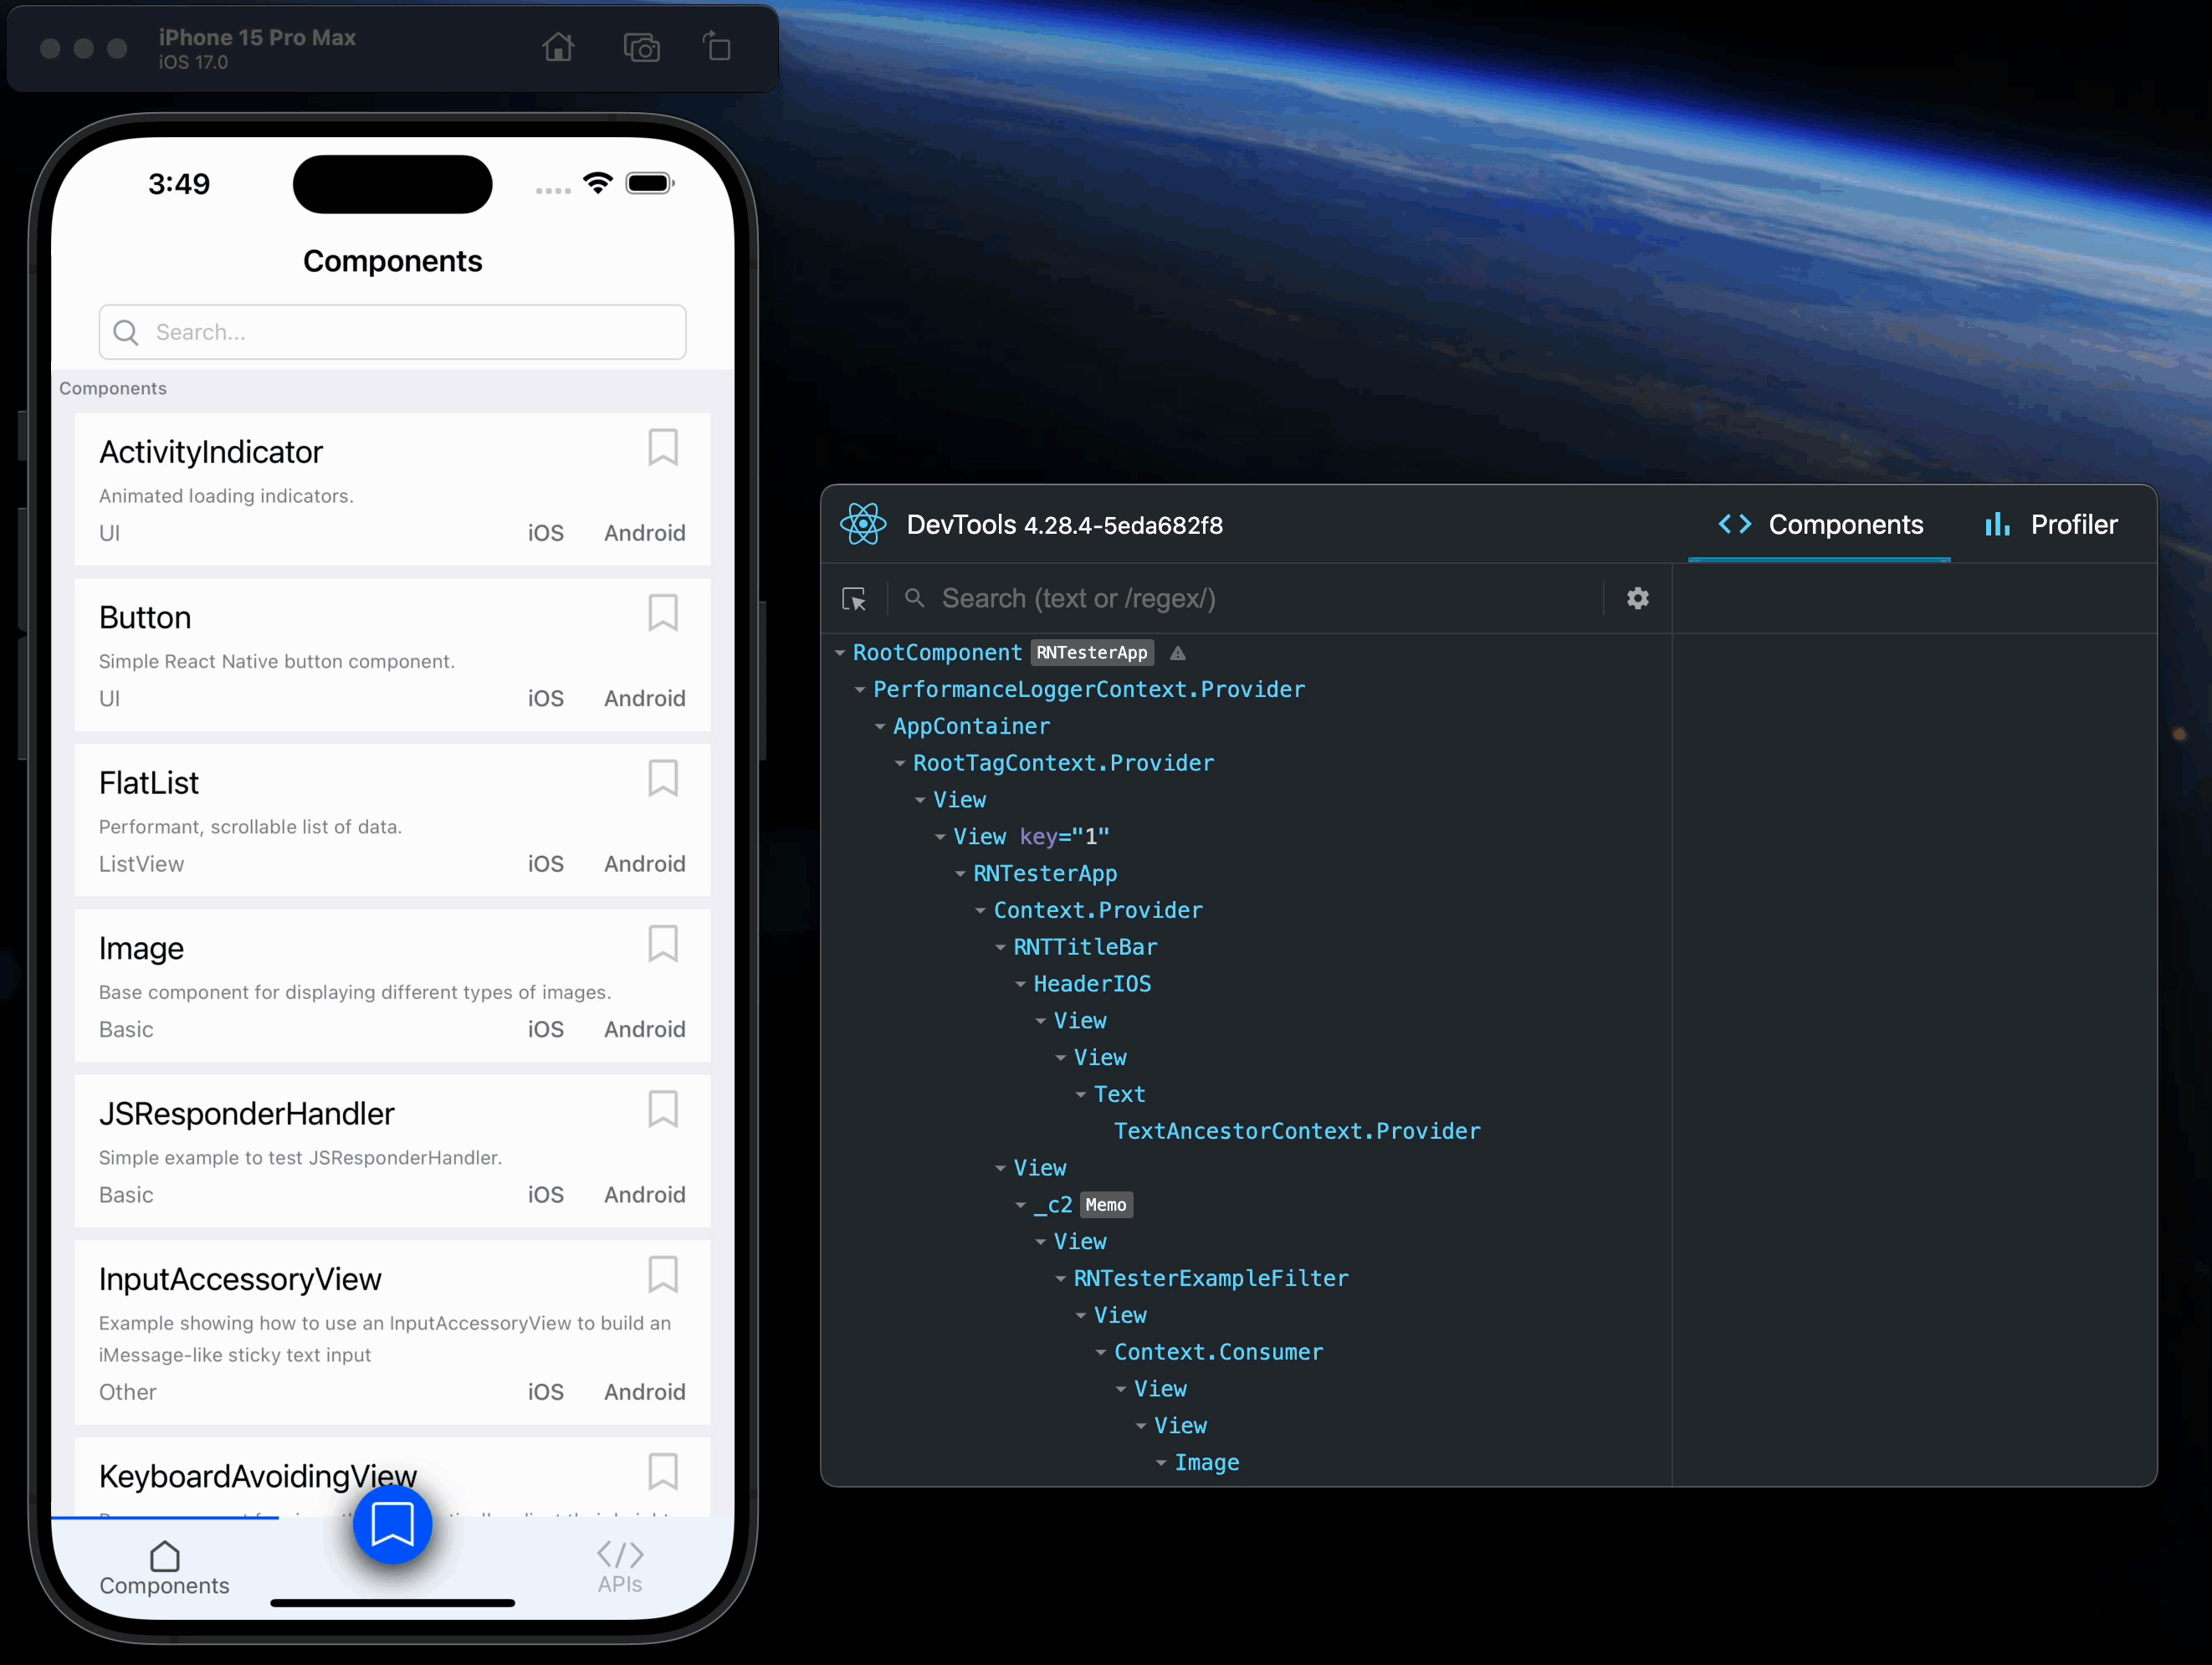 iPhone 15 Pro Max
iOS 17.0
3:49
Components
Search...
Components
ActivityIndicator
Animated loading indicators.
UI iOS Android
Button
Simple React Native button component.
UI iOS Android
FlatList
Performant, scrollable list of data.
ListView iOS Android
Image
Base component for displaying different types of images.
Basic iOS Android
JSResponderHandler
Simple example to test JSResponderHandler.
Basic iOS Android
InputAccessoryView
Example showing how to use an InputAccessoryView to build an
iMessage-like sticky text input
Other iOS Android
KeyboardAvoidingView
Components
APIs
DevTools 4.28.4-5eda682f8
Components
Profiler
Search (text or /regex/)
RootComponent RNTesterApp
PerformanceLoggerContext.Provider
AppContainer
RootTagContext.Provider
View
View key="1"
RNTesterApp
Context.Provider
RNTTitleBar
HeaderIOS
View
View
Text
TextAncestorContext.Provider
View
_c2 Memo
View
RNTesterExampleFilter
View
Context.Consumer
View
View
Image